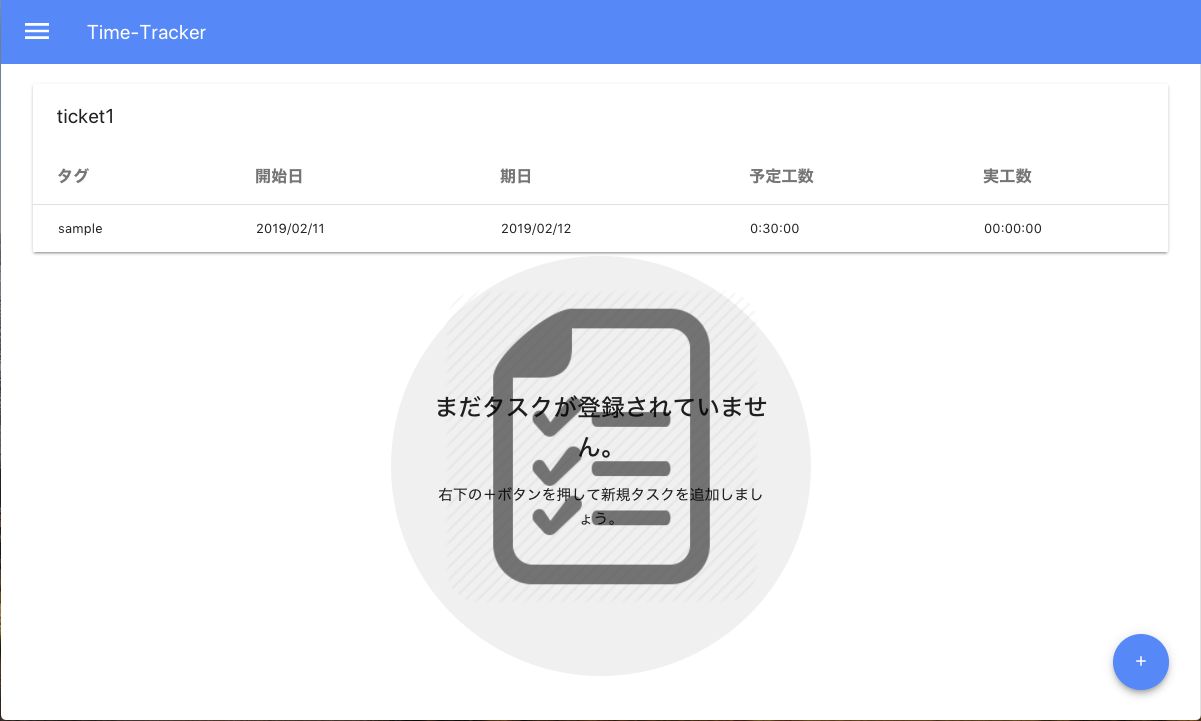 Time-Tracker
ticket1
タグ 開始日 期日 予定工数 実工数
sample 2019/02/11 2019/02/12 0:30:00 00:00:00
まだタスクが登録されていませ
ん。
右下の＋ボタンを押して新規タスクを追加しまし
ょう。
+